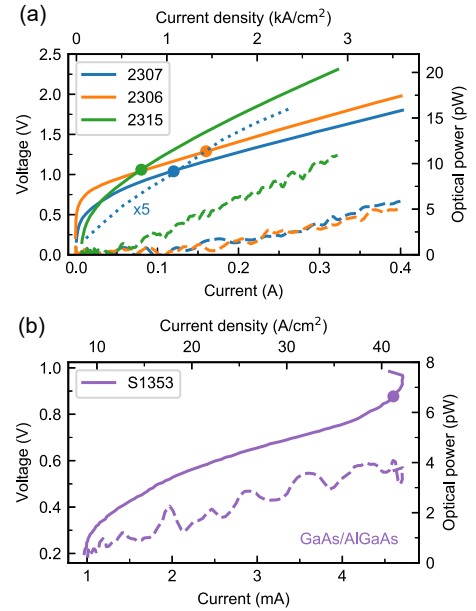 (a)
Current density (kA/cm²)
0 1 2 3
2307
2306
2315
x5
Voltage (V)
0.0 0.5 1.0 1.5 2.0 2.5
Optical power (pW)
0 5 10 15 20
0.0 0.1 0.2 0.3 0.4
Current (A)
(b)
Current density (A/cm²)
10 20 30 40
S1353
GaAs/AlGaAs
Voltage (V)
0.2 0.4 0.6 0.8 1.0
Optical power (pW)
0 2 4 6 8
1 2 3 4
Current (mA)